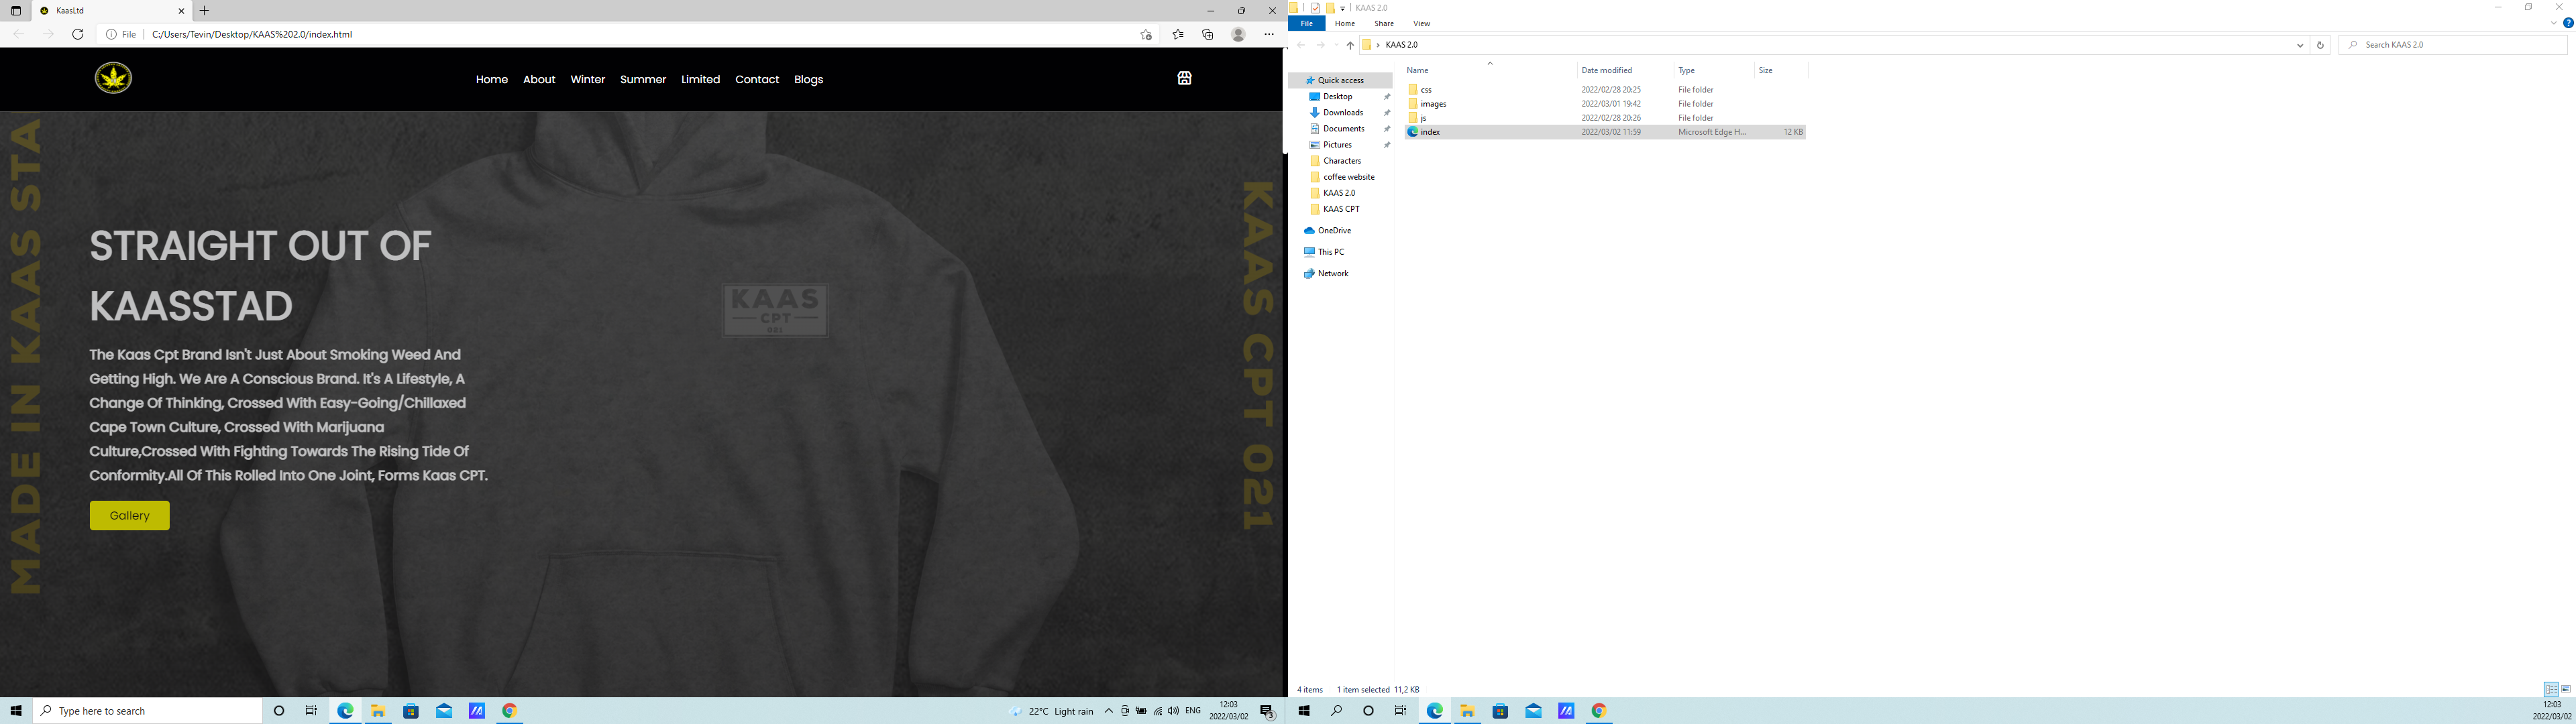 KaasLtd
File
C:/Users/Tevin/Desktop/KAAS%202.0/index.html
Home About Winter Summer Limited Contact Blogs
MADE IN KAAS STA
STRAIGHT OUT OF
KAASSTAD
The Kaas Cpt Brand Isn't Just About Smoking Weed And
Getting High. We Are A Conscious Brand. It's A Lifestyle, A
Change Of Thinking, Crossed With Easy-Going/Chillaxed
Cape Town Culture, Crossed With Marijuana
Culture,Crossed With Fighting Towards The Rising Tide Of
Conformity.All Of This Rolled Into One Joint, Forms Kaas CPT.
Gallery
KAAS
CPT
KAAS CPT 021
Type here to search
22°C Light rain
ENG
12:03
2022/03/02
3
KAAS 2.0
File Home Share View
KAAS 2.0
Search KAAS 2.0
Quick access
Desktop
Downloads
Documents
Pictures
Characters
coffee website
KAAS 2.0
KAAS CPT
OneDrive
This PC
Network
Name Date modified Type Size
css 2022/02/28 20:25 File folder
images 2022/03/01 19:42 File folder
js 2022/02/28 20:26 File folder
index 2022/03/02 11:59 Microsoft Edge H... 12 KB
4 items 1 item selected 11,2 KB
12:03
2022/03/02